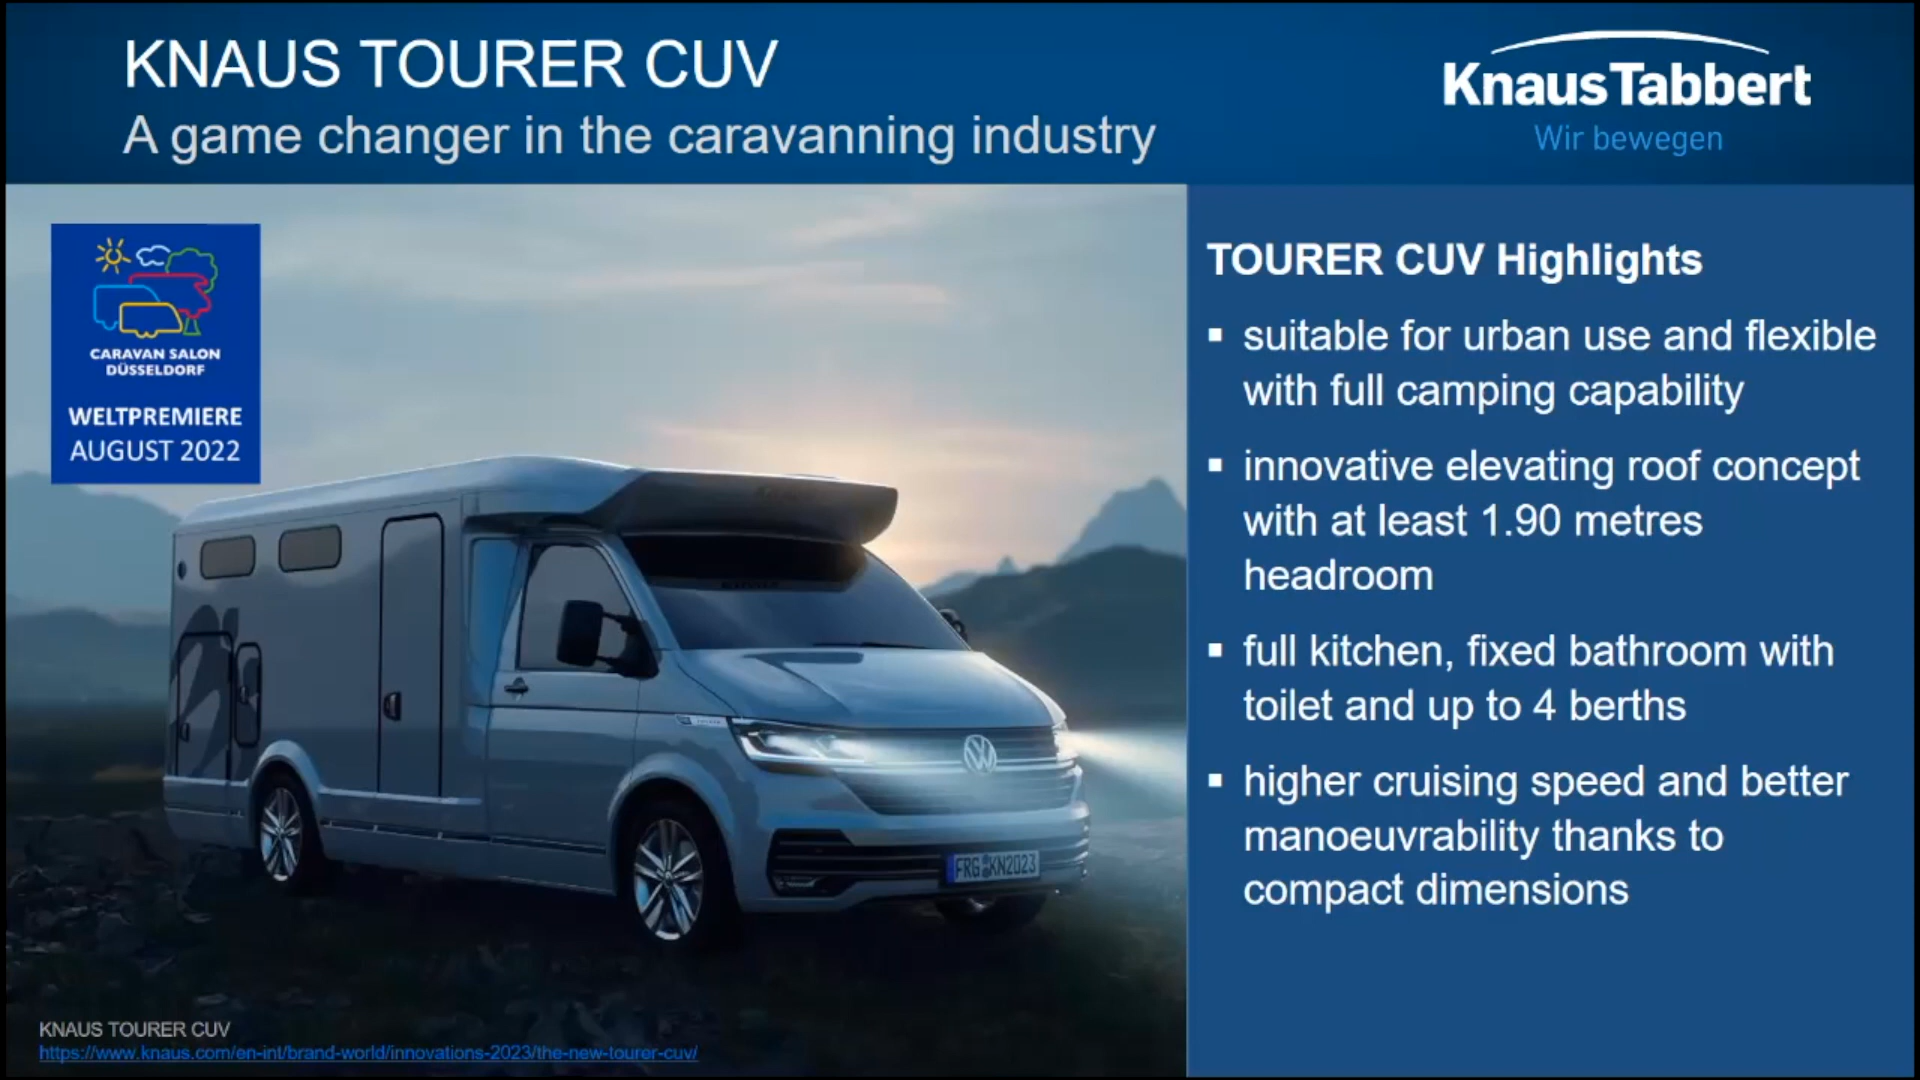 KNAUS TOURER CUV
A game changer in the caravanning industry
KnausTabbert
Wir bewegen
CARAVAN SALON
DÜSSELDORF
WELTPREMIERE
AUGUST 2022
FRG KN2023
TOURER CUV Highlights
▪ suitable for urban use and flexible
with full camping capability
▪ innovative elevating roof concept
with at least 1.90 metres
headroom
▪ full kitchen, fixed bathroom with
toilet and up to 4 berths
▪ higher cruising speed and better
manoeuvrability thanks to
compact dimensions
KNAUS TOURER CUV
https://www.knaus.com/en-int/brand-world/innovations-2023/the-new-tourer-cuv/